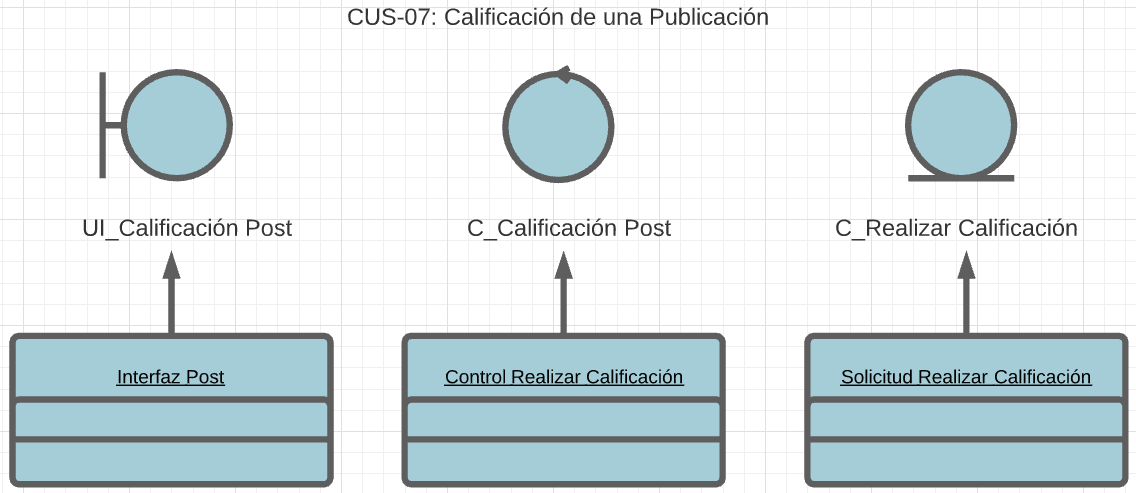 CUS-07: Calificación de una Publicación
UI_Calificación Post
C_Calificación Post
C_Realizar Calificación
Interfaz Post
Control Realizar Calificación
Solicitud Realizar Calificación